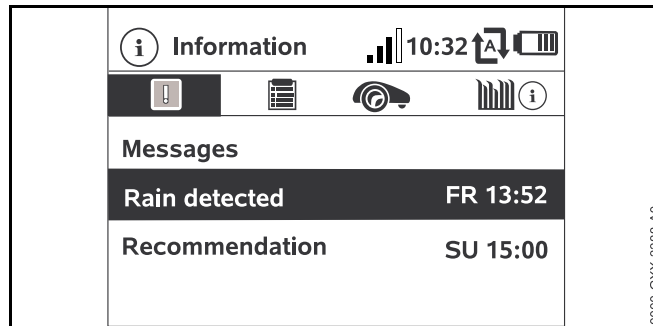 i Information 10:32 A
i
Messages
Rain detected FR 13:52
Recommendation SU 15:00